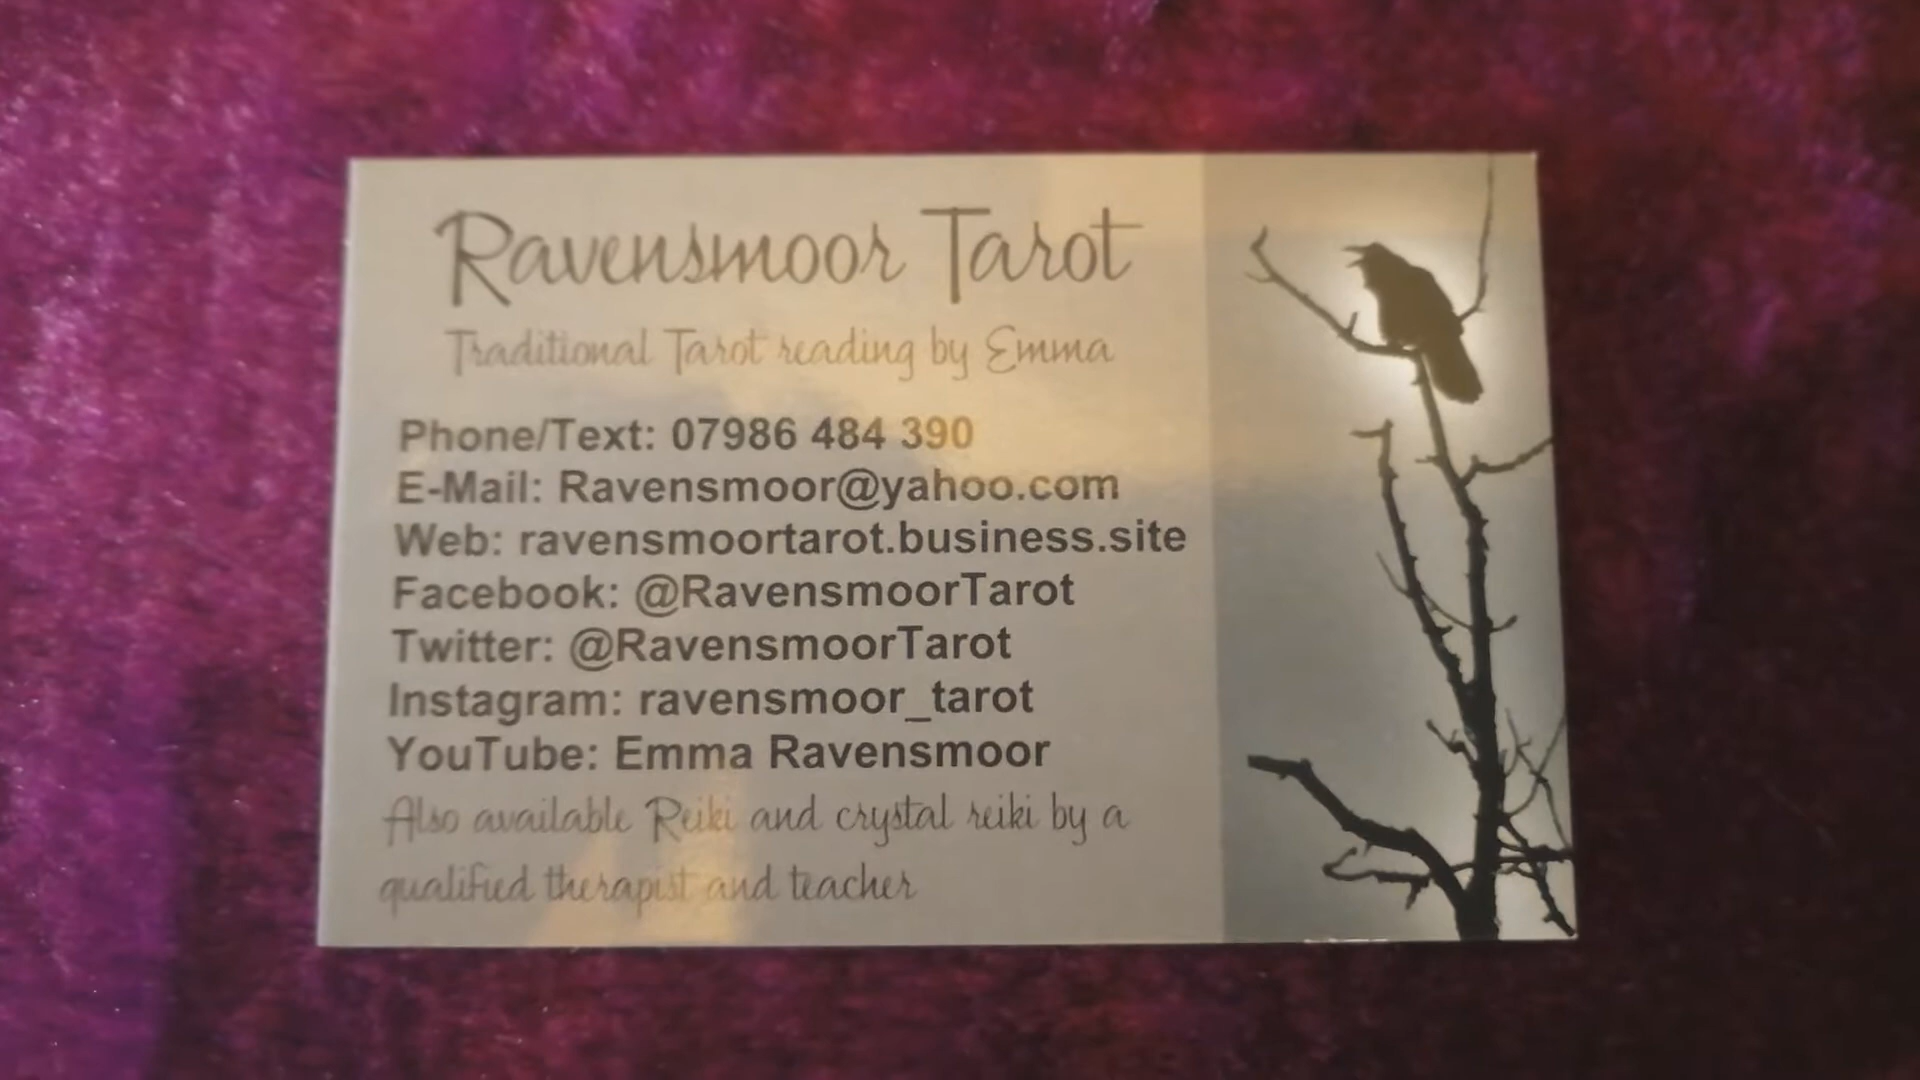 Ravensmoor Tarot
Traditional Tarot reading by Emma
Phone/Text: 07986 484 390
E-Mail: Ravensmoor@yahoo.com
Web: ravensmoortarot.business.site
Facebook: @RavensmoorTarot
Twitter: @RavensmoorTarot
Instagram: ravensmoor_tarot
YouTube: Emma Ravensmoor
Also available Reiki and crystal reiki by a
qualified therapist and teacher